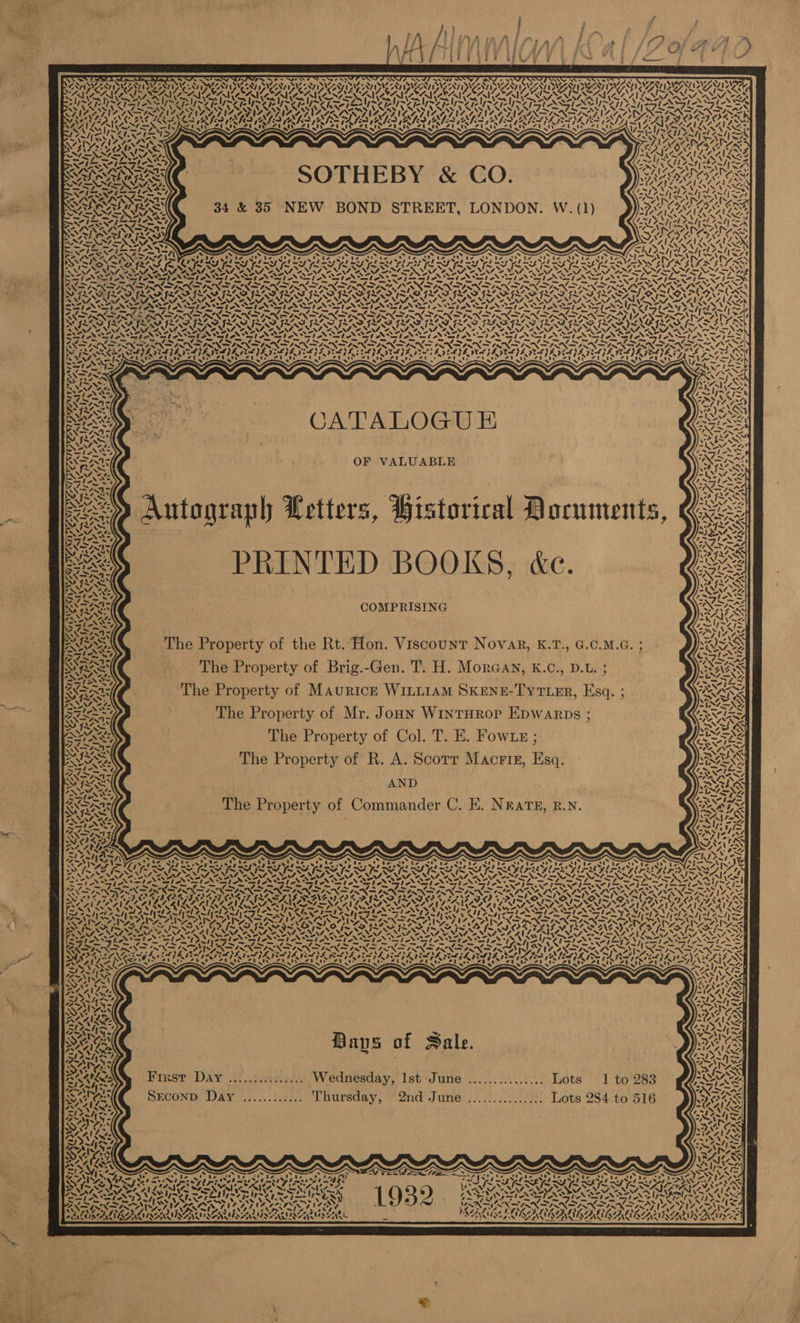 SOTHEBY & CO.
34 & 35 NEW BOND STREET, LONDON. W.(1)
CATALOGUE
OF VALUABLE
Autograph Letters, Historical Documents,
PRINTED BOOKS, &c.
COMPRISING
The Property of the Rt. Hon. VISCOUNT NOVAR, K.T., G.C.M.G. ;
The Property of Brig.-Gen. T. H. MORGAN, K.C., D.L. ;
The Property of MAURICE WILLIAM SKENE-TYTLER, Esq. ;
The Property of Mr. JOHN WINTHROP EDWARDS ;
The Property of Col. T. E. FOWLE ;
The Property of R. A. SCOTT MACFIE, Esq.
AND
The Property of Commander C. E. NEATE, R.N.
Days of Sale.
FIRST DAY ............. Wednesday, 1st June ............... Lots 1 to 283
SECOND DAY ............ Thursday, 2nd June ............... Lots 284 to 516
1932